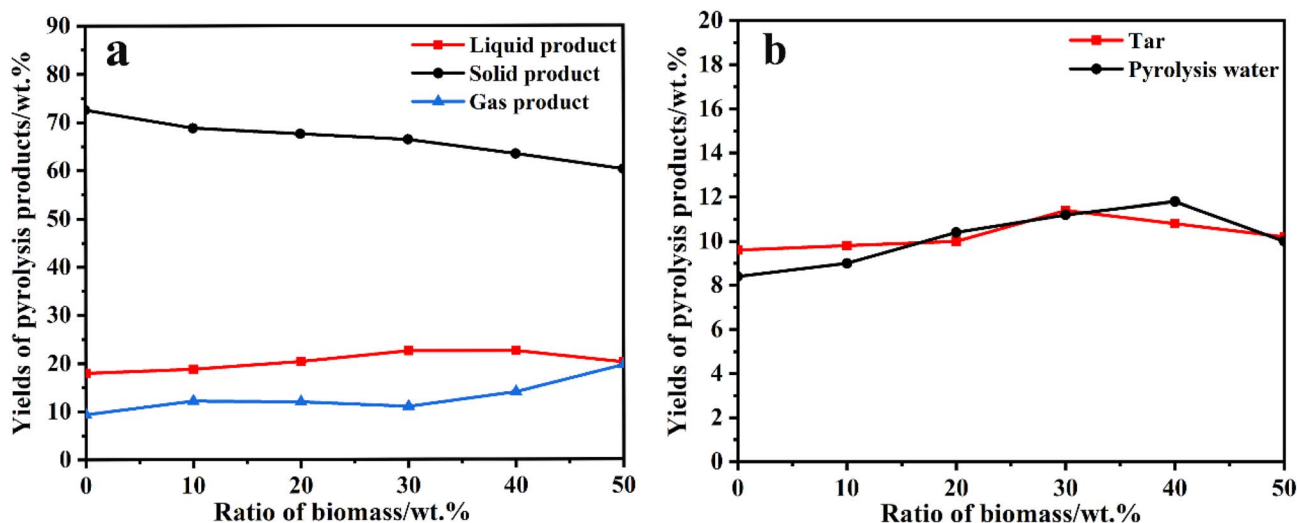 a
Liquid product
Solid product
Gas product
90
80
70
60
50
40
30
20
10
0
Yields of pyrolysis products/wt.%
0 10 20 30 40 50
Ratio of biomass/wt.%
b
Tar
Pyrolysis water
20
18
16
14
12
10
8
6
4
2
0
Yields of pyrolysis products/wt.%
0 10 20 30 40 50
Ratio of biomass/wt.%